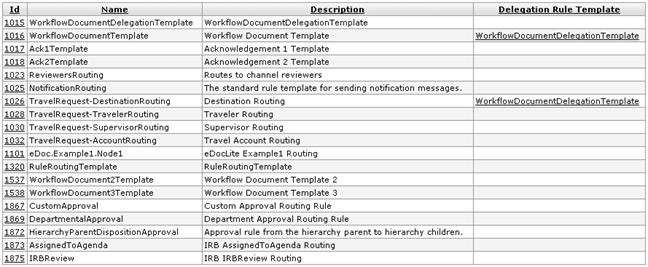 Id Name Description Delegation Rule Template
1015 WorkflowDocumentDelegationTemplate WorkflowDocumentDelegationTemplate
1016 WorkflowDocumentTemplate Workflow Document Template WorkflowDocumentDelegationTemplate
1017 Ack1Template Acknowledgement 1 Template
1018 Ack2Template Acknowledgement 2 Template
1023 ReviewersRouting Routes to channel reviewers
1025 NotificationRouting The standard rule template for sending notification messages.
1026 TravelRequest-DestinationRouting Destination Routing WorkflowDocumentDelegationTemplate
1028 TravelRequest-TravelerRouting Traveler Routing
1030 TravelRequest-SupervisorRouting Supervisor Routing
1032 TravelRequest-AccountRouting Travel Account Routing
1101 eDoc.Example1.Node1 eDocLite Example1 Routing
1320 RuleRoutingTemplate RuleRoutingTemplate
1537 WorkflowDocument2Template Workflow Document Template 2
1538 WorkflowDocument3Template Workflow Document Template 3
1867 CustomApproval Custom Approval Routing Rule
1869 DepartmentalApproval Department Approval Routing Rule
1872 HierarchyParentDispositionApproval Approval rule from the hierarchy parent to hierarchy children.
1873 AssignedToAgenda IRB AssignedToAgenda Routing
1875 IRBReview IRB IRBReview Routing